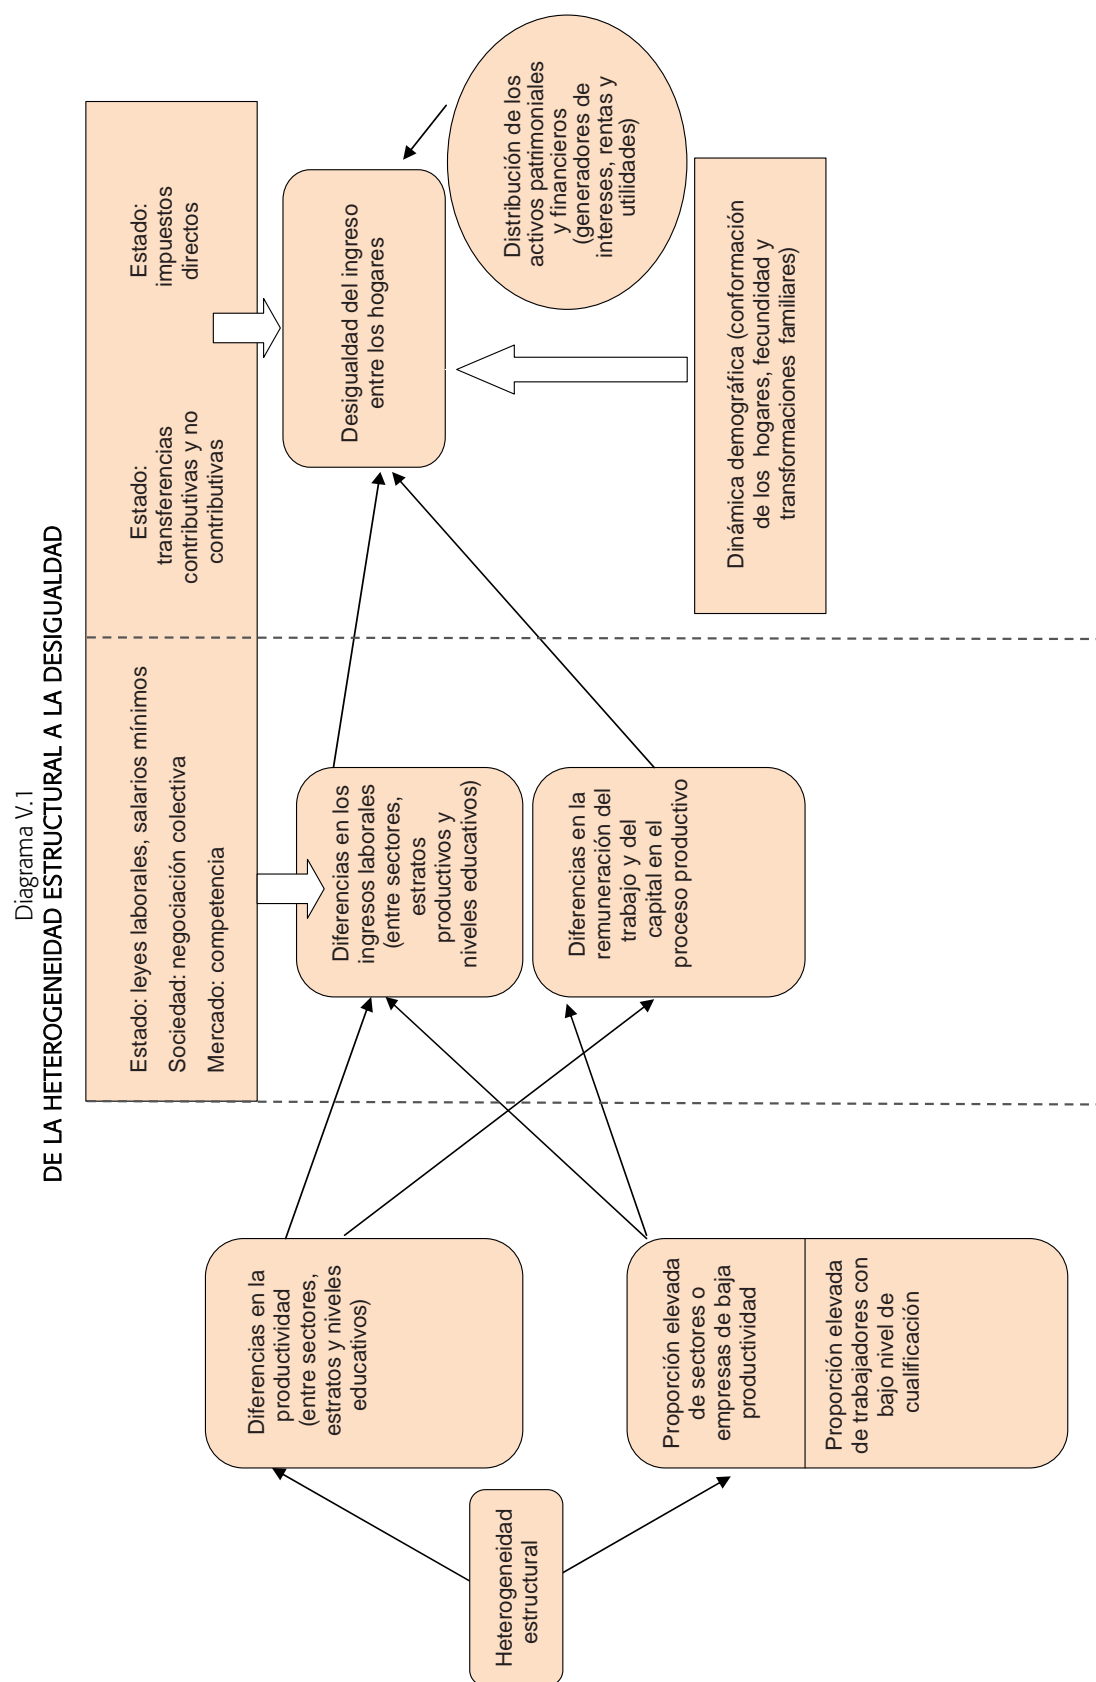 Diagrama V.1
DE LA HETEROGENEIDAD ESTRUCTURAL A LA DESIGUALDAD
Heterogeneidad
estructural
Diferencias en la
productividad
(entre sectores,
estratos y niveles
educativos)
Proporción elevada
de sectores o
empresas de baja
productividad
Proporción elevada
de trabajadores con
bajo nivel de
cualificación
Estado: leyes laborales, salarios mínimos
Sociedad: negociación colectiva
Mercado: competencia
Diferencias en los
ingresos laborales
(entre sectores,
estratos
productivos y
niveles educativos)
Diferencias en la
remuneración del
trabajo y del
capital en el
proceso productivo
Estado:
transferencias
contributivas y no
contributivas
Estado:
impuestos
directos
Desigualdad del ingreso
entre los hogares
Distribución de los
activos patrimoniales
y financieros
(generadores de
intereses, rentas y
utilidades)
Dinámica demográfica (conformación
de los hogares, fecundidad y
transformaciones familiares)